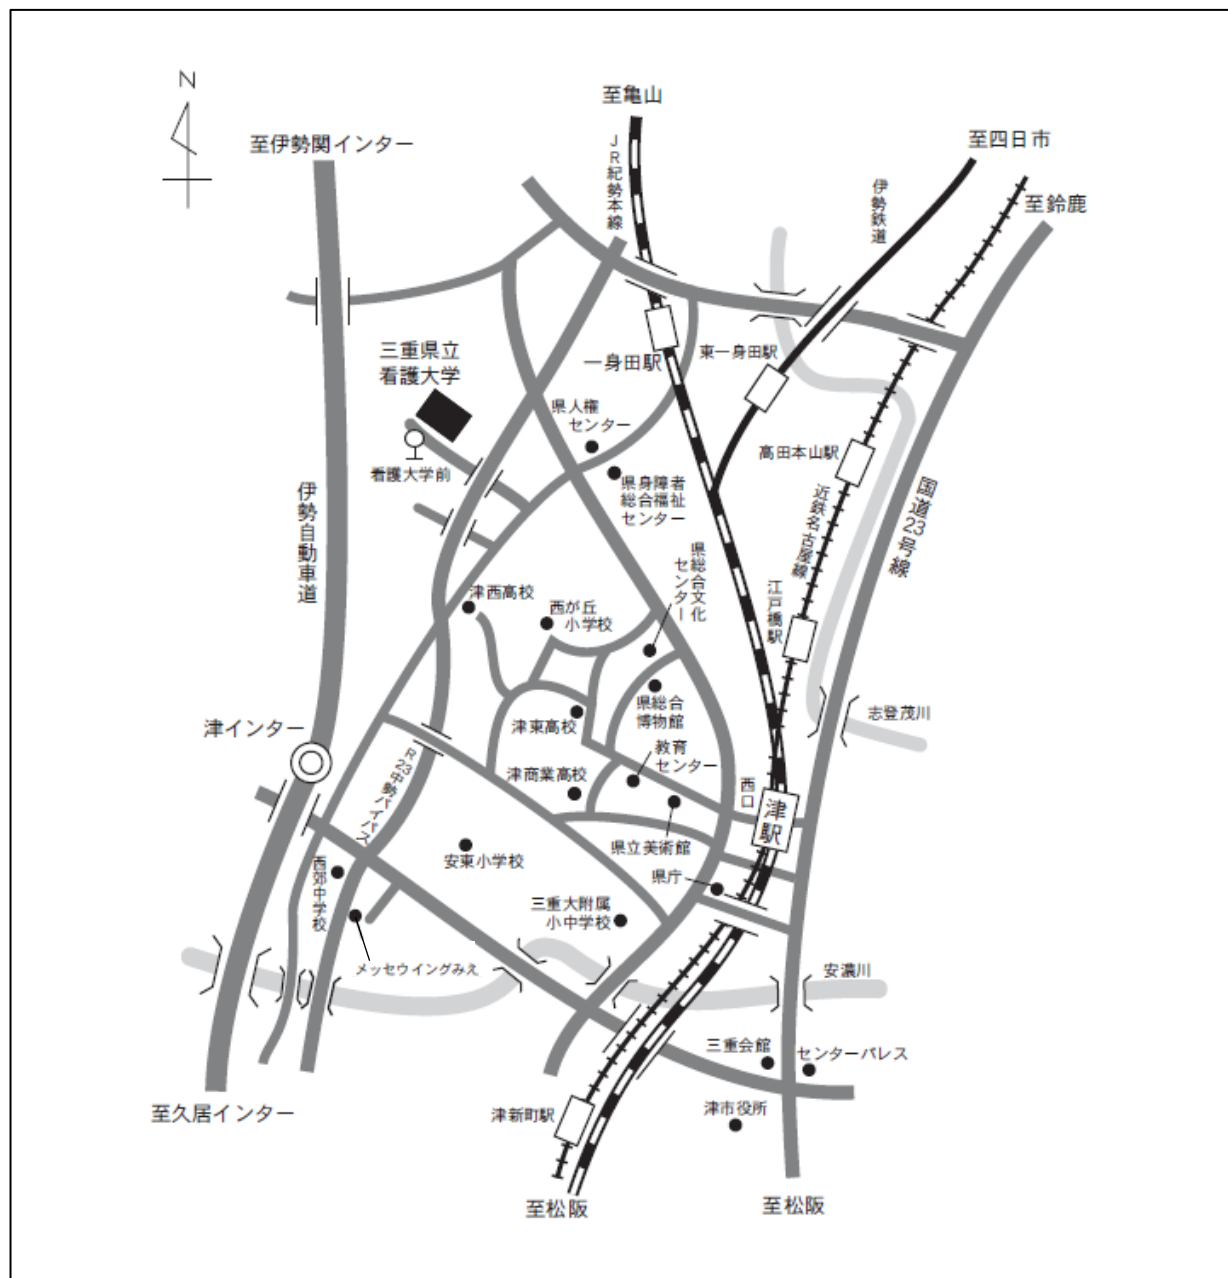 N
至亀山
至伊勢関インター
至四日市
JR紀勢本線
伊勢鉄道
至鈴鹿
三重県立
看護大学
一身田駅
東一身田駅
県人権
センター
看護大学前
県身障者
総合福祉
センター
高田本山駅
近鉄名古屋線
国道23号線
伊勢自動車道
県総合文化
センター
江戸橋駅
津西高校
西が丘
小学校
県総合
博物館
志登茂川
津インター
津東高校
教育
センター
R23中勢バイパス
津商業高校
西口
津駅
県立美術館
安東小学校
県庁
西郊中学校
三重大附属
小中学校
メッセウイングみえ
安濃川
三重会館
センターパレス
至久居インター
津新町駅
津市役所
至松阪
至松阪